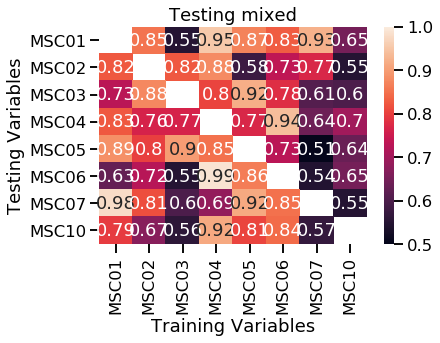 Testing mixed
MSC01 0.85 0.55 0.95 0.87 0.83 0.93 0.65
MSC02 0.82 0.82 0.88 0.58 0.73 0.77 0.55
MSC03 0.73 0.88 0.8 0.92 0.78 0.61 0.6
MSC04 0.83 0.76 0.77 0.77 0.94 0.64 0.7
MSC05 0.89 0.8 0.9 0.85 0.73 0.51 0.64
MSC06 0.63 0.72 0.55 0.99 0.86 0.54 0.65
MSC07 0.98 0.81 0.6 0.69 0.92 0.85 0.55
MSC10 0.79 0.67 0.56 0.92 0.81 0.84 0.57
MSC01 MSC02 MSC03 MSC04 MSC05 MSC06 MSC07 MSC10
Training Variables
Testing Variables
1.0
0.9
0.8
0.7
0.6
0.5